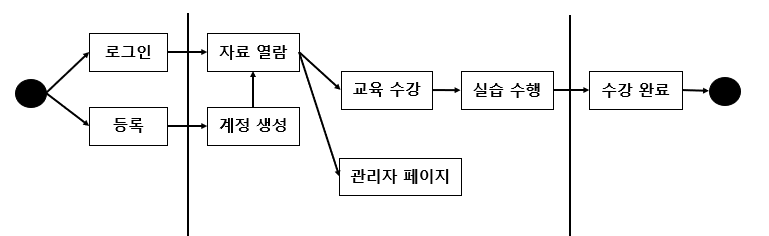 로그인
자료 열람
교육 수강
실습 수행
수강 완료
등록
계정 생성
관리자 페이지